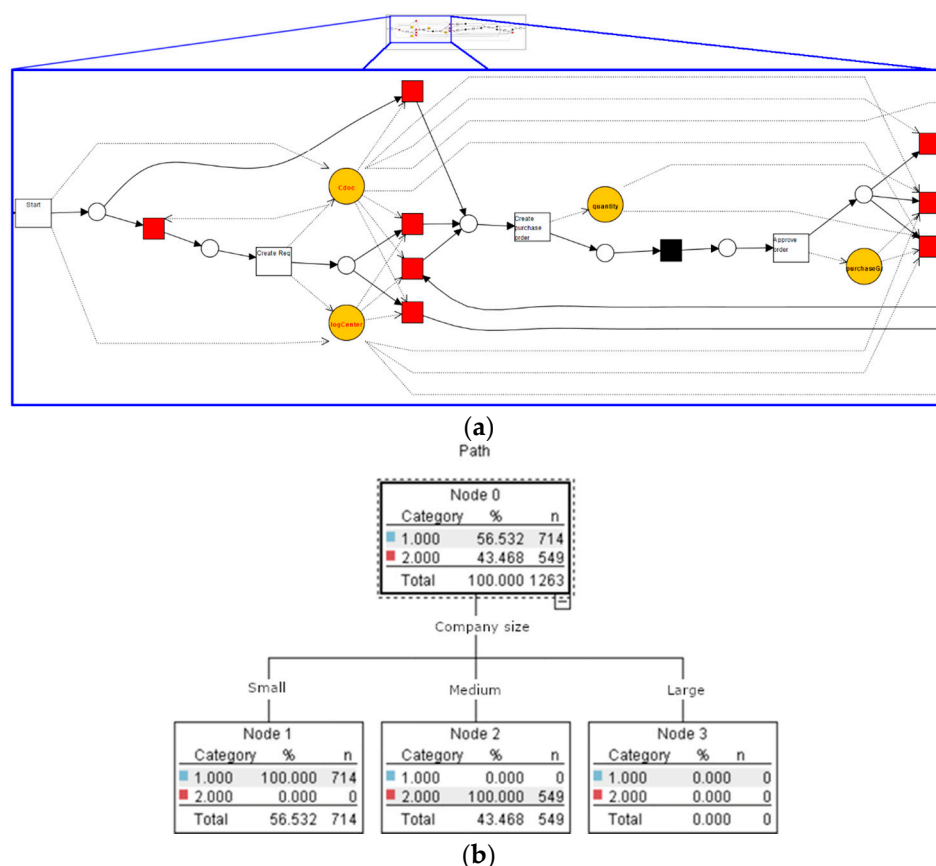 Start
Cdoc
quantity
Create
purchase
order
Create Req
Approve
order
purchaseGr
logCenter
(a)
Path
Node 0
Category % n
1.000 56.532 714
2.000 43.468 549
Total 100.000 1263
Company size
Small Medium Large
Node 1 Node 2 Node 3
Category % n Category % n Category % n
1.000 100.000 714 1.000 0.000 0 1.000 0.000 0
2.000 0.000 0 2.000 100.000 549 2.000 0.000 0
Total 56.532 714 Total 43.468 549 Total 0.000 0
(b)